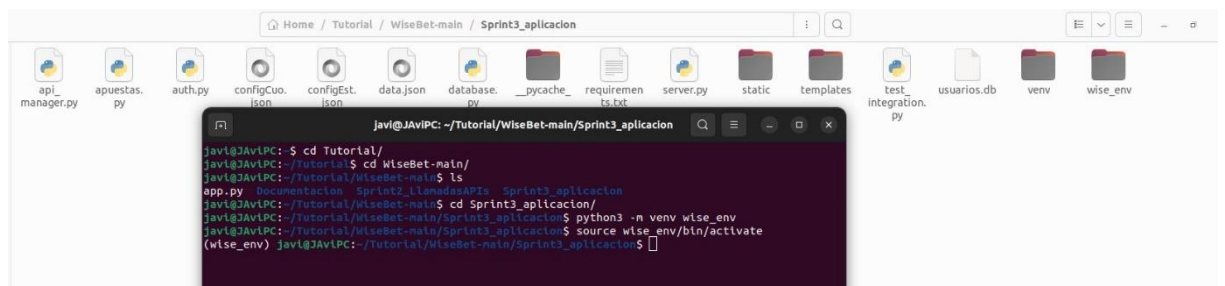 Home / Tutorial / WiseBet-main / Sprint3_aplicacion
api_
manager.py
apuestas.
py
auth.py
configCuo.
json
configEst.
json
data.json
database.
py
__pycache_
requiremen
ts.txt
server.py
static
templates
test_
integration.
py
usuarios.db
venv
wise_env
javi@JAviPC: ~/Tutorial/WiseBet-main/Sprint3_aplicacion
javi@JAviPC:~$ cd Tutorial/
javi@JAviPC:~/Tutorial$ cd WiseBet-main/
javi@JAviPC:~/Tutorial/WiseBet-main$ ls
app.py Documentacion Sprint2_LlamadasAPIs Sprint3_aplicacion
javi@JAviPC:~/Tutorial/WiseBet-main$ cd Sprint3_aplicacion/
javi@JAviPC:~/Tutorial/WiseBet-main/Sprint3_aplicacion$ python3 -m venv wise_env
javi@JAviPC:~/Tutorial/WiseBet-main/Sprint3_aplicacion$ source wise_env/bin/activate
(wise_env) javi@JAviPC:~/Tutorial/WiseBet-main/Sprint3_aplicacion$